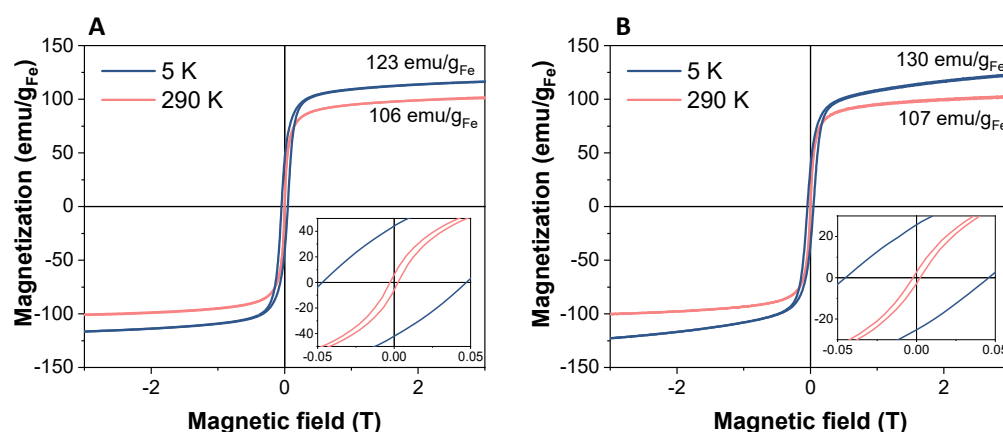 A
Magnetization (emu/gFe)
150
100
50
0
-50
-100
-150
5 K
290 K
123 emu/gFe
106 emu/gFe
40
20
0
-20
-40
-0.05
0.00
0.05
-2
0
2
Magnetic field (T)
B
Magnetization (emu/gFe)
150
100
50
0
-50
-100
-150
5 K
290 K
130 emu/gFe
107 emu/gFe
20
0
-20
-0.05
0.00
0.05
-2
0
2
Magnetic field (T)